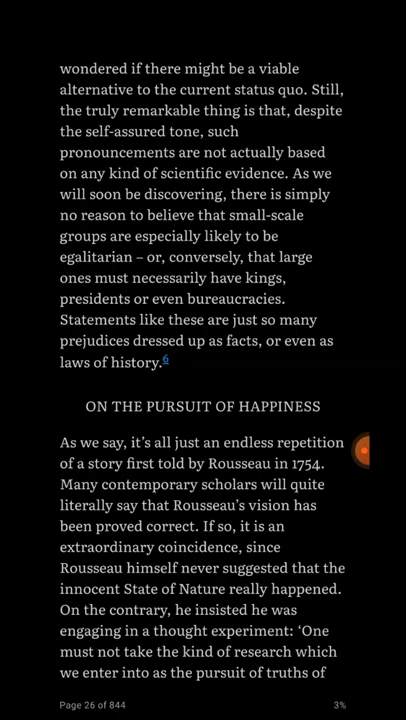 wondered if there might be a viable
alternative to the current status quo. Still,
the truly remarkable thing is that, despite
the self-assured tone, such
pronouncements are not actually based
on any kind of scientific evidence. As we
will soon be discovering, there is simply
no reason to believe that small-scale
groups are especially likely to be
egalitarian – or, conversely, that large
ones must necessarily have kings,
presidents or even bureaucracies.
Statements like these are just so many
prejudices dressed up as facts, or even as
laws of history.6
ON THE PURSUIT OF HAPPINESS
As we say, it’s all just an endless repetition
of a story first told by Rousseau in 1754.
Many contemporary scholars will quite
literally say that Rousseau’s vision has
been proved correct. If so, it is an
extraordinary coincidence, since
Rousseau himself never suggested that the
innocent State of Nature really happened.
On the contrary, he insisted he was
engaging in a thought experiment: ‘One
must not take the kind of research which
we enter into as the pursuit of truths of
Page 26 of 844
3%